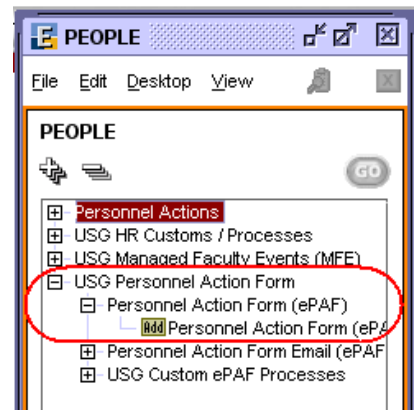 PEOPLE
File Edit Desktop View
PEOPLE
GO
Personnel Actions
USG HR Customs / Processes
USG Managed Faculty Events (MFE)
USG Personnel Action Form
Personnel Action Form (ePAF)
Add Personnel Action Form (ePA
Personnel Action Form Email (ePAF
USG Custom ePAF Processes